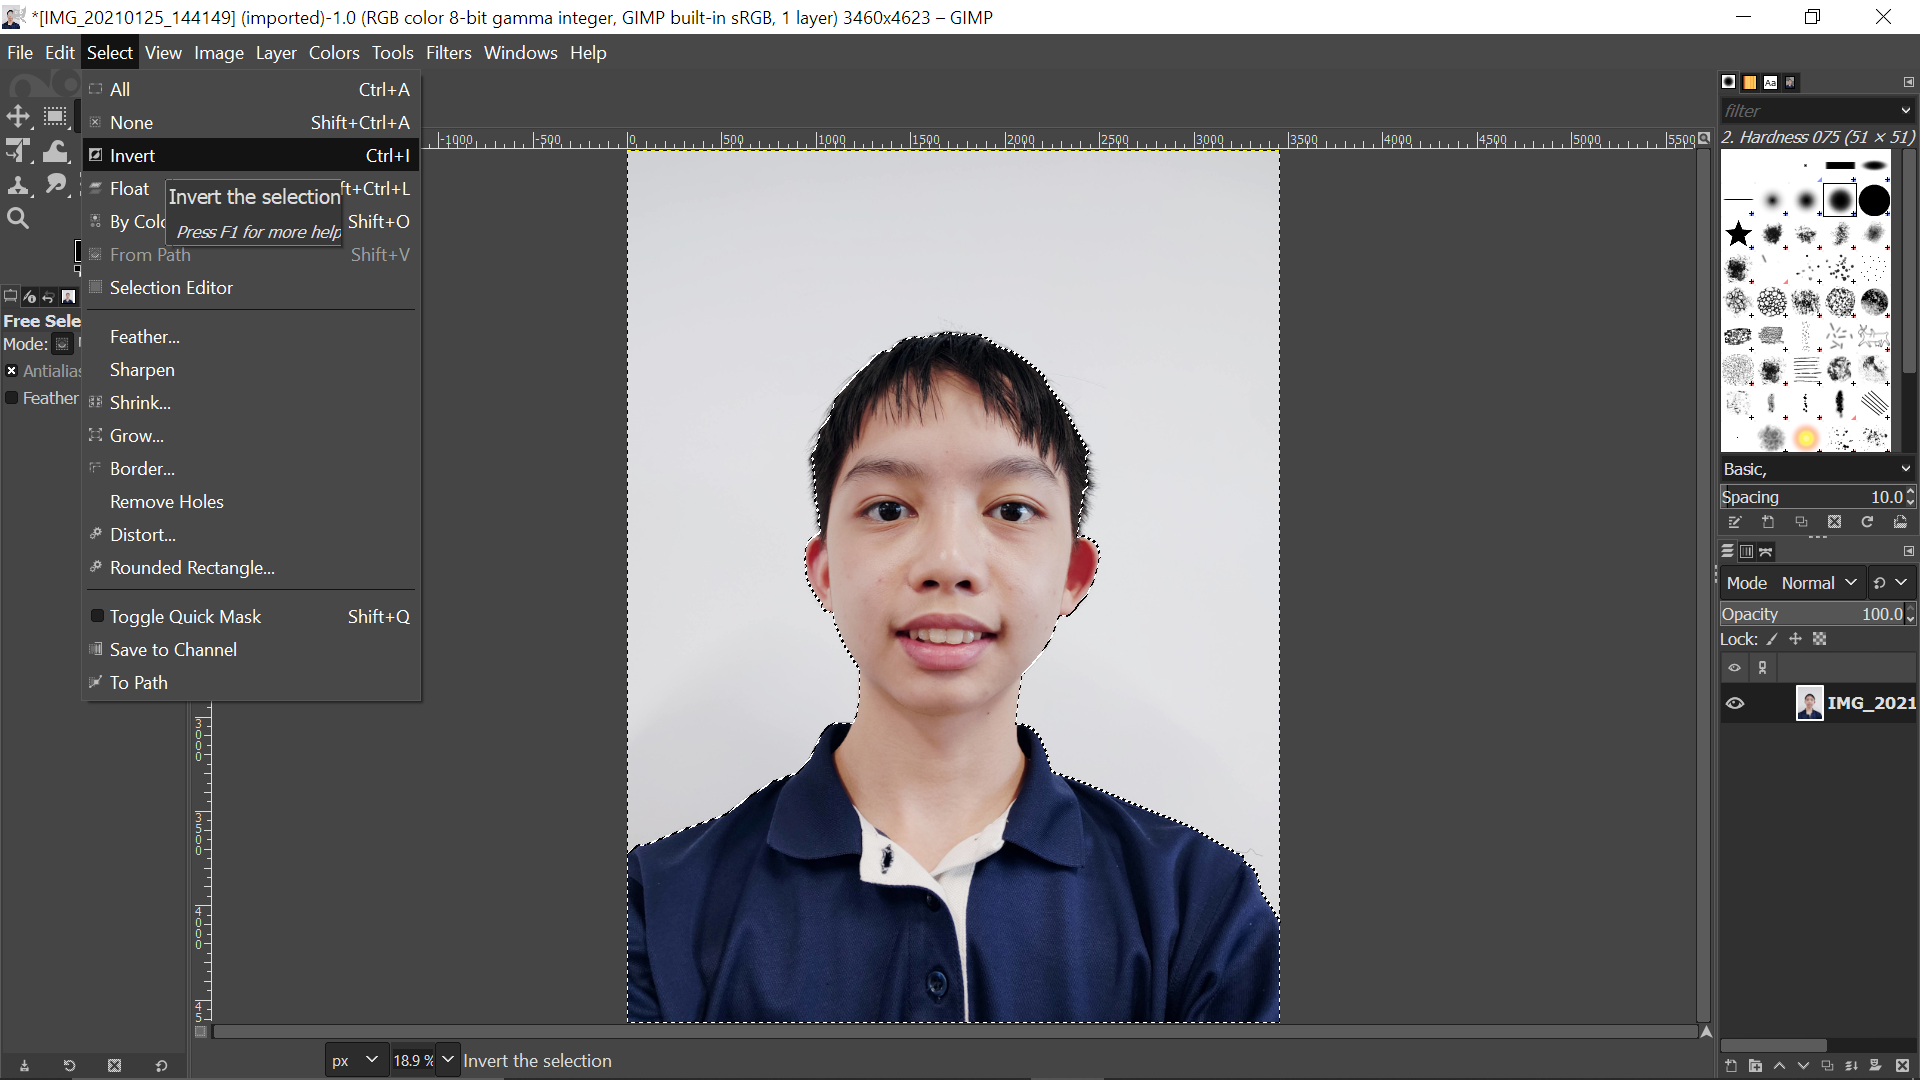 *[IMG_20210125_144149] (imported)-1.0 (RGB color 8-bit gamma integer, GIMP built-in sRGB, 1 layer) 3460x4623 – GIMP
File Edit Select View Image Layer Colors Tools Filters Windows Help
All Ctrl+A
None Shift+Ctrl+A
Invert Ctrl+I
Float ft+Ctrl+L
Invert the selection
By Colo Shift+O
Press F1 for more help
From Path Shift+V
Selection Editor
Feather...
Sharpen
Shrink...
Grow...
Border...
Remove Holes
Distort...
Rounded Rectangle...
Toggle Quick Mask Shift+Q
Save to Channel
To Path
Free Sele
Mode:
Antialias
Feather
-1000 -500 0 500 1000 1500 2000 2500 3000 3500 4000 4500 5000 5500
3000
3500
4000
45
px 18.9 % Invert the selection
Aa
filter
2. Hardness 075 (51 × 51)
Basic,
Spacing 10.0
Mode Normal
Opacity 100.0
Lock:
IMG_2021